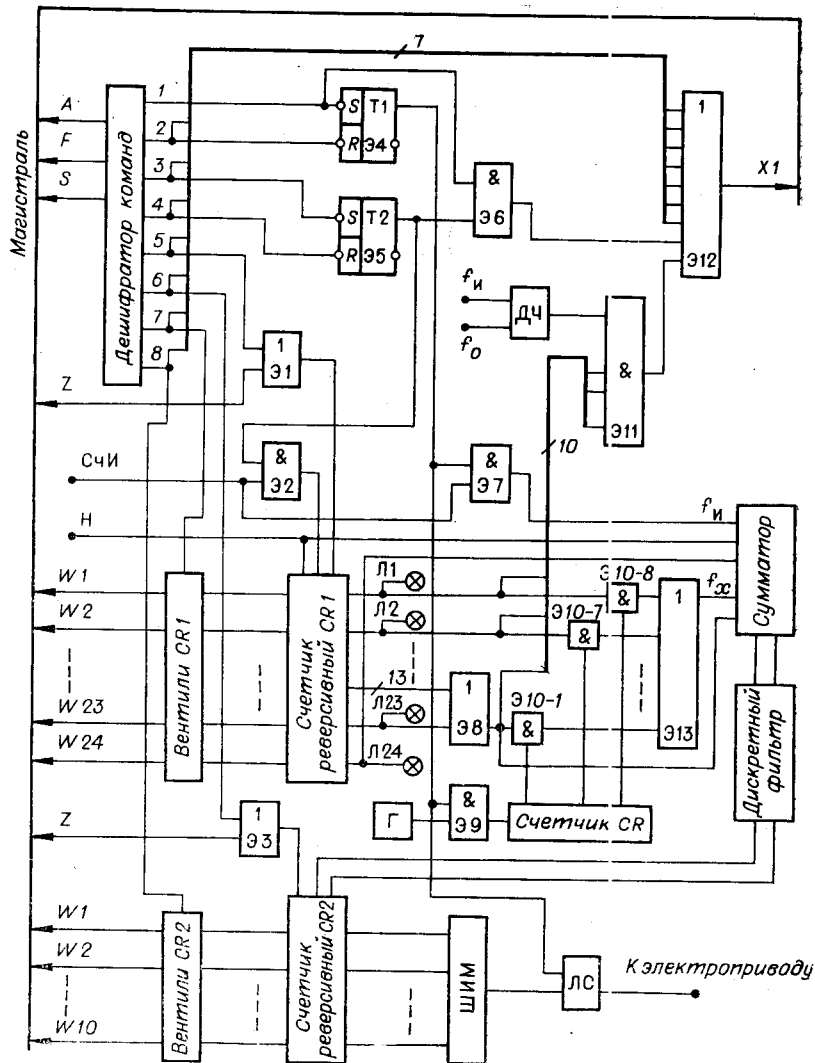 Магистраль
A
F
S
Z
Дешифратор команд
1
2
3
4
5
6
7
8
7
S
T1
R
Э4
S
T2
R
Э5
&
Э6
1
Э12
X1
fи
fо
ДЧ
&
Э11
1
Э1
10
СчИ
&
Э2
&
Э7
Н
fи
Сумматор
W1
W2
W23
W24
Вентили CR1
Счетчик реверсивный CR1
Л1
Л2
13
Л23
Л24
1
Э8
Э10-8
&
Э10-7
&
Э10-1
&
1
Э13
fx
Дискретный фильтр
Г
&
Э9
Счетчик CR
Z
1
Э3
W1
W2
W10
Вентили CR2
Счетчик реверсивный CR2
ШИМ
ЛС
К электроприводу